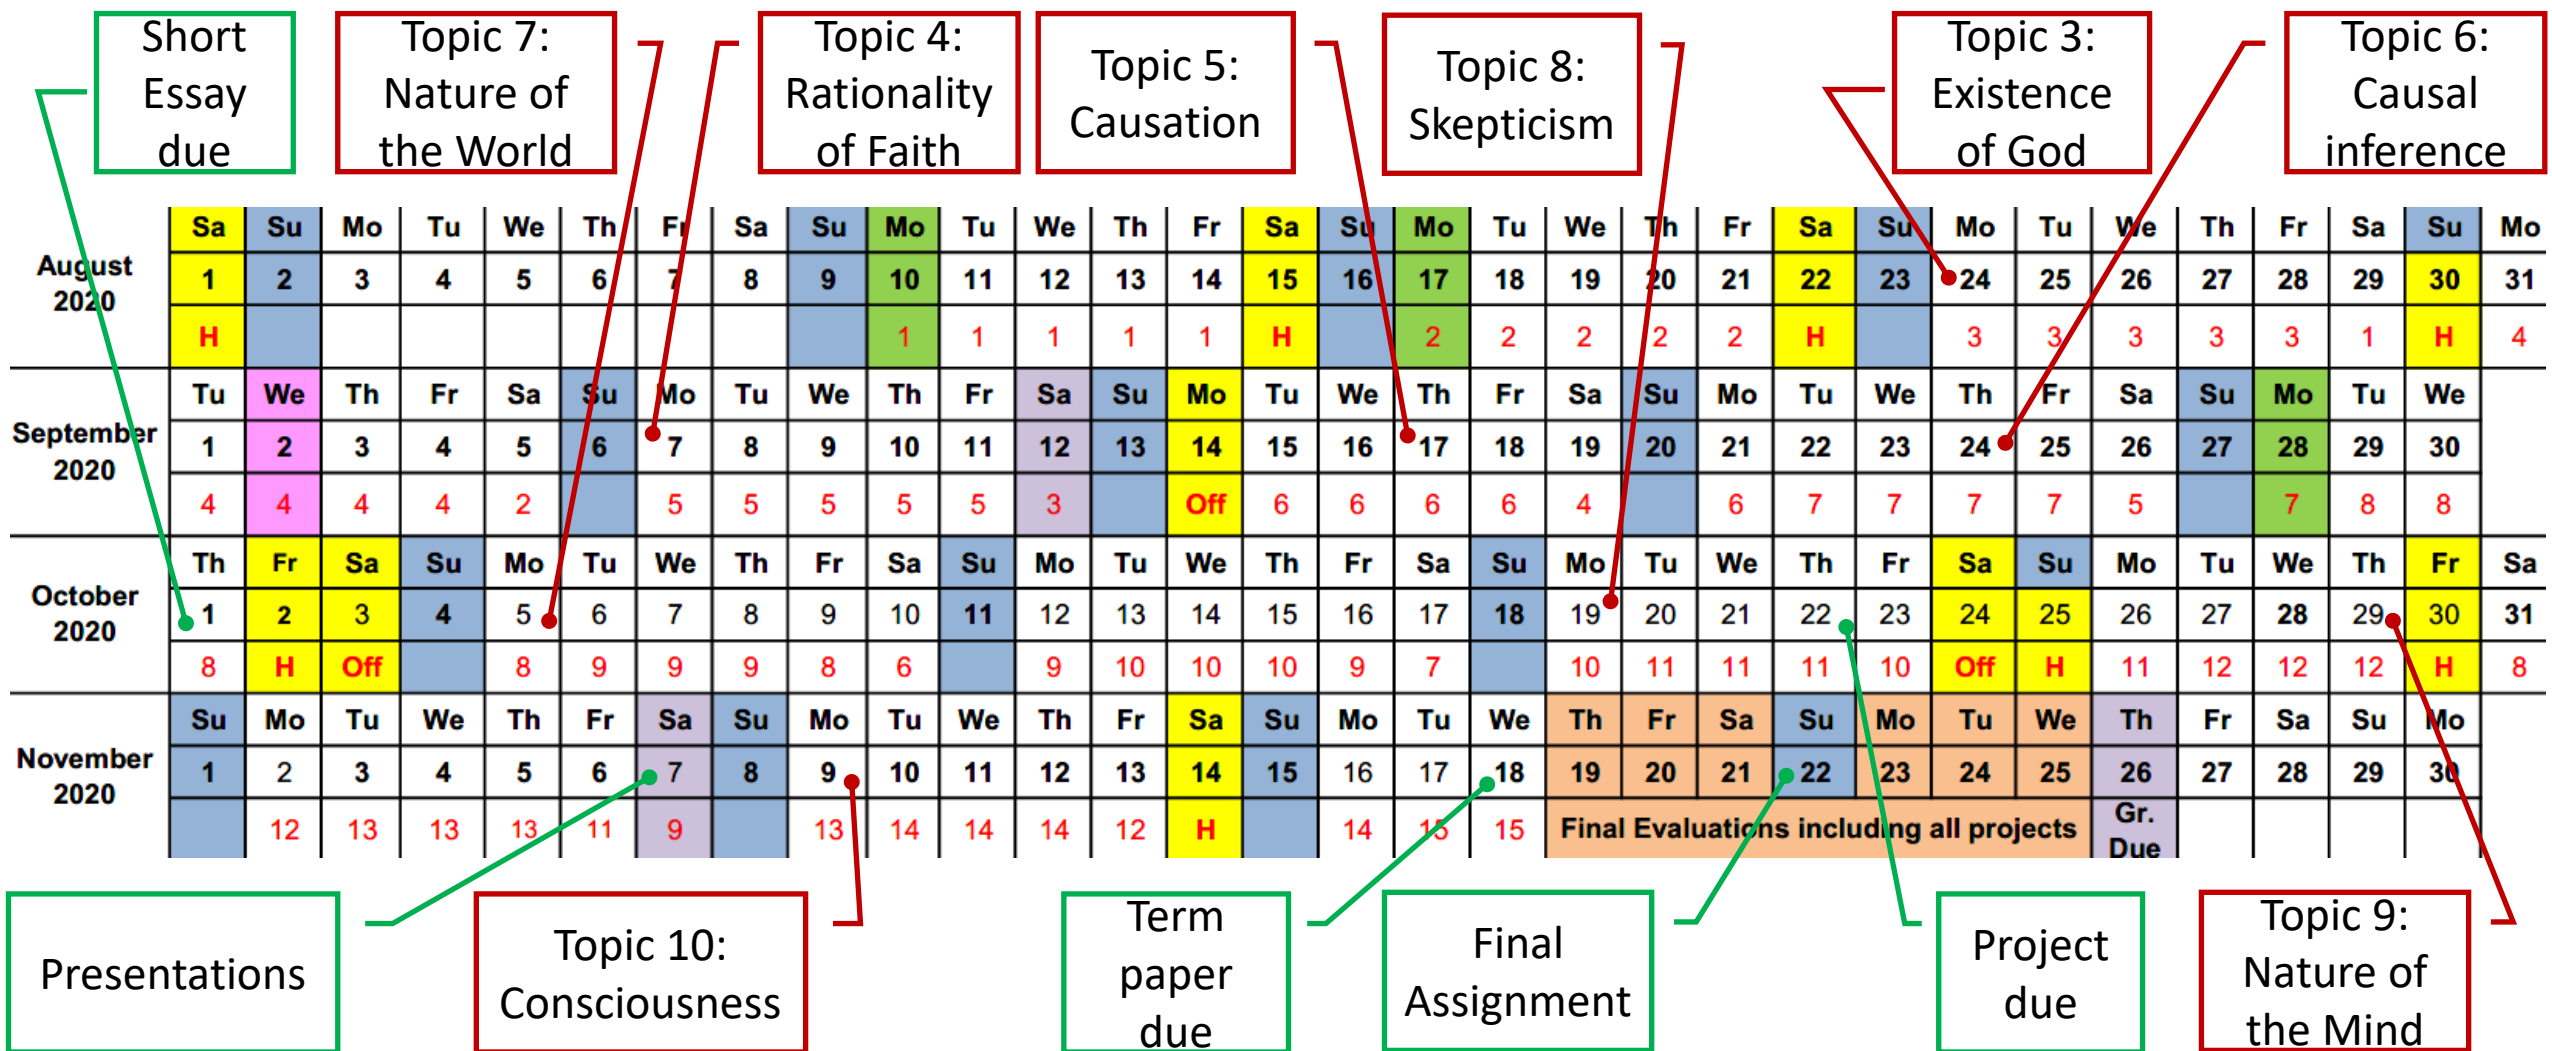 Short
Essay
due
Topic 7:
Nature of
the World
Topic 4:
Rationality
of Faith
Topic 5:
Causation
Topic 8:
Skepticism
Topic 3:
Existence
of God
Topic 6:
Causal
inference
Sa Su Mo Tu We Th Fr Sa Su Mo Tu We Th Fr Sa Su Mo Tu We Th Fr Sa Su Mo Tu We Th Fr Sa Su Mo
August
2020
1 2 3 4 5 6 7 8 9 10 11 12 13 14 15 16 17 18 19 20 21 22 23 24 25 26 27 28 29 30 31
H 1 1 1 1 1 H 2 2 2 2 2 H 3 3 3 3 3 1 H 4
Tu We Th Fr Sa Su Mo Tu We Th Fr Sa Su Mo Tu We Th Fr Sa Su Mo Tu We Th Fr Sa Su Mo Tu We
September
2020
1 2 3 4 5 6 7 8 9 10 11 12 13 14 15 16 17 18 19 20 21 22 23 24 25 26 27 28 29 30
4 4 4 4 2 5 5 5 5 5 3 Off 6 6 6 6 4 6 7 7 7 7 5 7 8 8
Th Fr Sa Su Mo Tu We Th Fr Sa Su Mo Tu We Th Fr Sa Su Mo Tu We Th Fr Sa Su Mo Tu We Th Fr Sa
October
2020
1 2 3 4 5 6 7 8 9 10 11 12 13 14 15 16 17 18 19 20 21 22 23 24 25 26 27 28 29 30 31
8 H Off 8 9 9 9 8 6 9 10 10 10 9 7 10 11 11 11 10 Off H 11 12 12 12 H 8
Su Mo Tu We Th Fr Sa Su Mo Tu We Th Fr Sa Su Mo Tu We Th Fr Sa Su Mo Tu We Th Fr Sa Su Mo
November
2020
1 2 3 4 5 6 7 8 9 10 11 12 13 14 15 16 17 18 19 20 21 22 23 24 25 26 27 28 29 30
12 13 13 13 11 9 13 14 14 14 12 H 14 15 15 Final Evaluations including all projects Gr.
Due
Presentations
Topic 10:
Consciousness
Term
paper
due
Final
Assignment
Project
due
Topic 9:
Nature of
the Mind